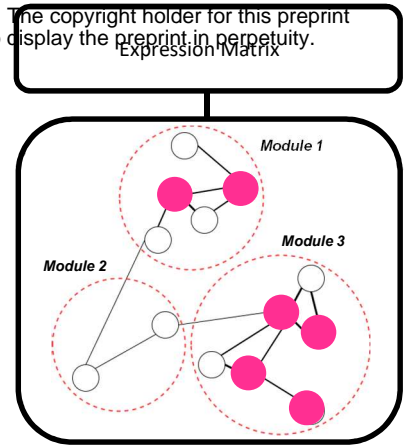 The copyright holder for this preprint
display the preprint in perpetuity.
Expression Matrix
Module 1
Module 3
Module 2